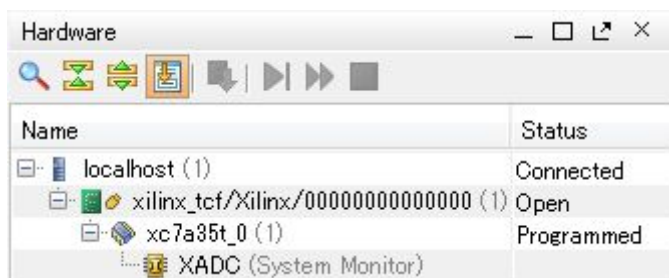 Hardware
Name Status
localhost (1) Connected
xilinx_tcf/Xilinx/00000000000000 (1) Open
xc7a35t_0 (1) Programmed
XADC (System Monitor)